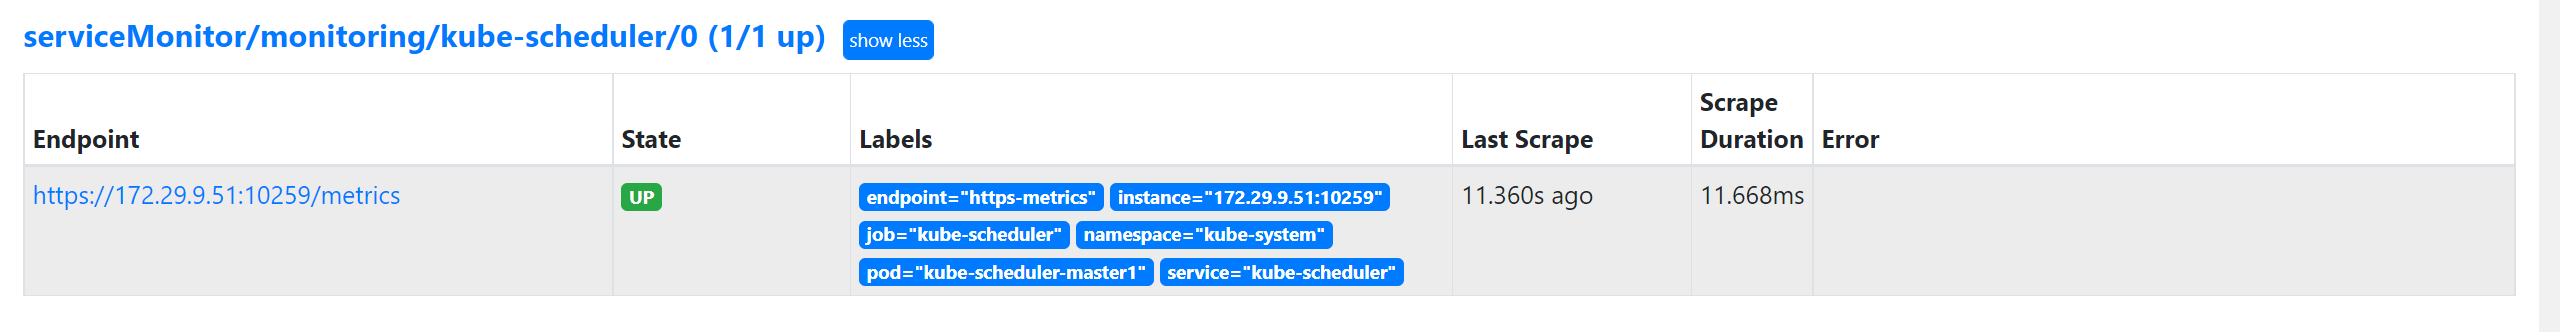 serviceMonitor/monitoring/kube-scheduler/0 (1/1 up) show less
Endpoint State Labels Last Scrape Scrape Duration Error
https://172.29.9.51:10259/metrics UP endpoint="https-metrics" instance="172.29.9.51:10259" 11.360s ago 11.668ms
job="kube-scheduler" namespace="kube-system"
pod="kube-scheduler-master1" service="kube-scheduler"